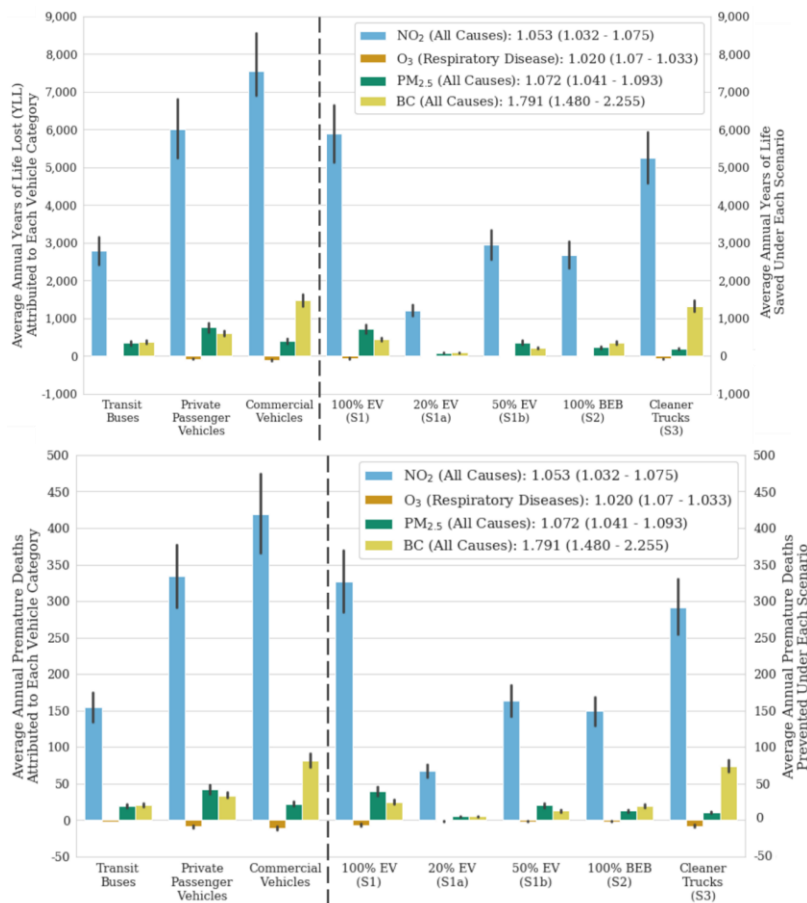 Average Annual Years of Life Lost (YLL)
Attributed to Each Vehicle Category
9,000
8,000
7,000
6,000
5,000
4,000
3,000
2,000
1,000
0
-1,000
NO₂ (All Causes): 1.053 (1.032 - 1.075)
O₃ (Respiratory Disease): 1.020 (1.07 - 1.033)
PM₂.₅ (All Causes): 1.072 (1.041 - 1.093)
BC (All Causes): 1.791 (1.480 - 2.255)
9,000
8,000
7,000
6,000
5,000
4,000
3,000
2,000
1,000
0
-1,000
Average Annual Years of Life
Saved Under Each Scenario
Transit
Buses
Private
Passenger
Vehicles
Commercial
Vehicles
100% EV
(S1)
20% EV
(S1a)
50% EV
(S1b)
100% BEB
(S2)
Cleaner
Trucks
(S3)
Average Annual Premature Deaths
Attributed to Each Vehicle Category
500
450
400
350
300
250
200
150
100
50
0
-50
NO₂ (All Causes): 1.053 (1.032 - 1.075)
O₃ (Respiratory Diseases): 1.020 (1.07 - 1.033)
PM₂.₅ (All Causes): 1.072 (1.041 - 1.093)
BC (All Causes): 1.791 (1.480 - 2.255)
500
450
400
350
300
250
200
150
100
50
0
-50
Average Annual Premature Deaths
Prevented Under Each Scenario
Transit
Buses
Private
Passenger
Vehicles
Commercial
Vehicles
100% EV
(S1)
20% EV
(S1a)
50% EV
(S1b)
100% BEB
(S2)
Cleaner
Trucks
(S3)